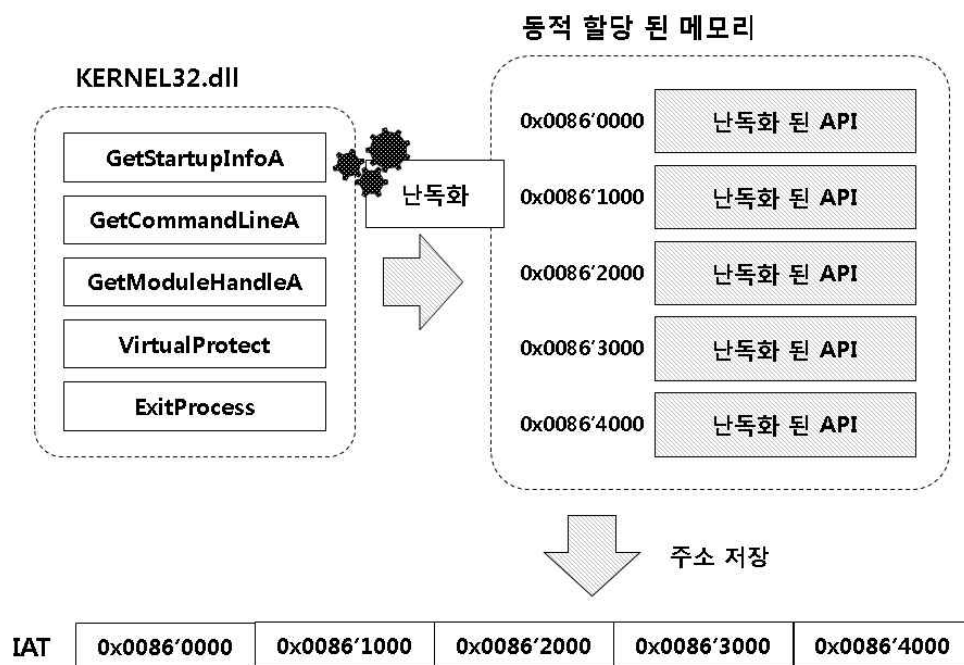 동적 할당 된 메모리
KERNEL32.dll
GetStartupInfoA
GetCommandLineA
GetModuleHandleA
VirtualProtect
ExitProcess
난독화
0x0086'0000 난독화 된 API
0x0086'1000 난독화 된 API
0x0086'2000 난독화 된 API
0x0086'3000 난독화 된 API
0x0086'4000 난독화 된 API
주소 저장
IAT 0x0086'0000 0x0086'1000 0x0086'2000 0x0086'3000 0x0086'4000